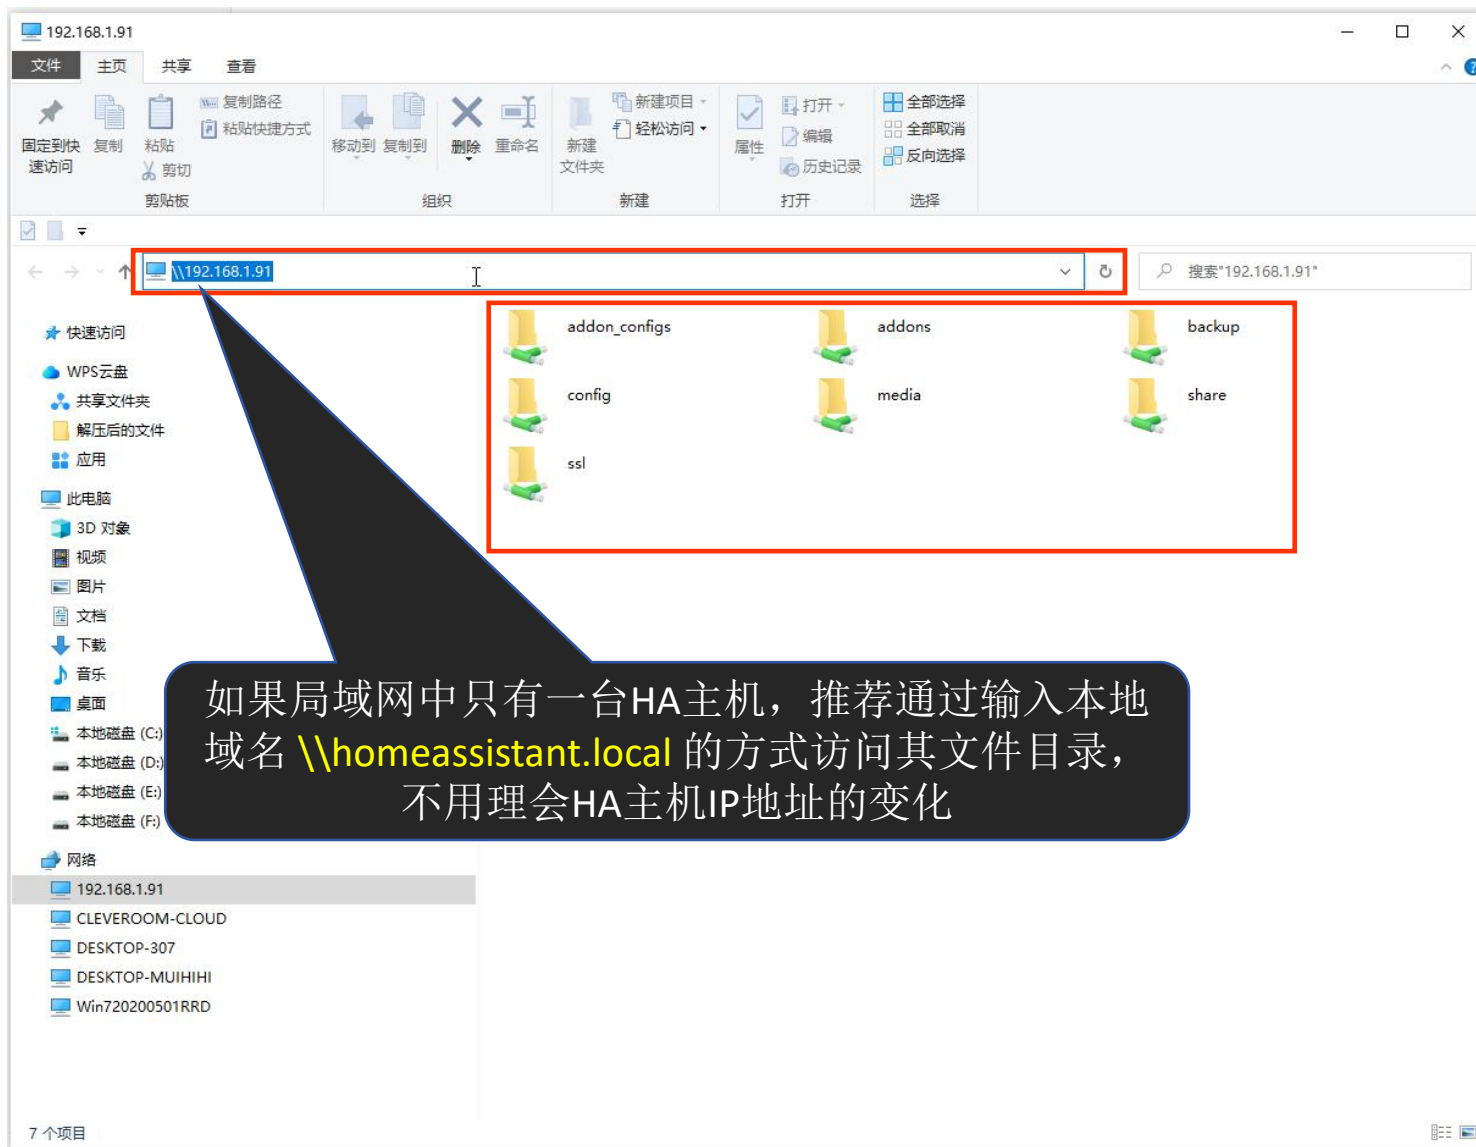 192.168.1.91
文件 主页 共享 查看
固定到快速访问
复制
粘贴
复制路径
粘贴快捷方式
剪切
剪贴板
移动到
复制到
删除
重命名
组织
新建文件夹
新建项目
轻松访问
新建
属性
打开
编辑
历史记录
打开
全部选择
全部取消
反向选择
选择
\\192.168.1.91
搜索"192.168.1.91"
快速访问
WPS云盘
共享文件夹
解压后的文件
应用
此电脑
3D 对象
视频
图片
文档
下载
音乐
桌面
本地磁盘 (C:)
本地磁盘 (D:)
本地磁盘 (E:)
本地磁盘 (F:)
网络
192.168.1.91
CLEVEROOM-CLOUD
DESKTOP-307
DESKTOP-MUIHIHI
Win720200501RRD
addon_configs addons backup
config media share
ssl
如果局域网中只有一台HA主机，推荐通过输入本地
域名 \\homeassistant.local 的方式访问其文件目录，
不用理会HA主机IP地址的变化
7 个项目